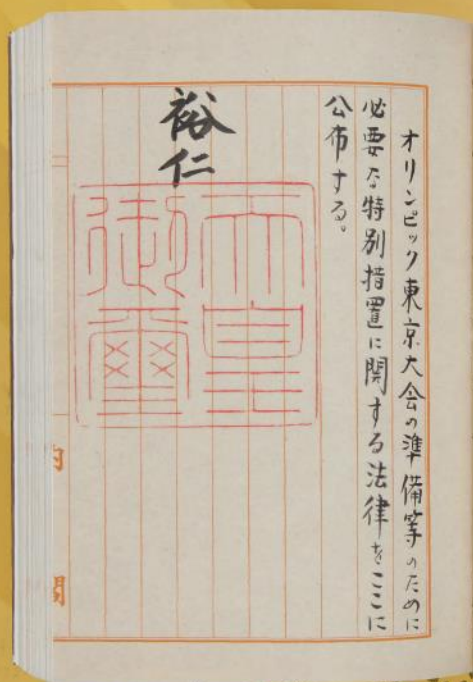 オリンピック東京大会の準備等のために
必要な特別措置に関する法律をここに
公布する。
裕仁
天皇
御璽
内閣